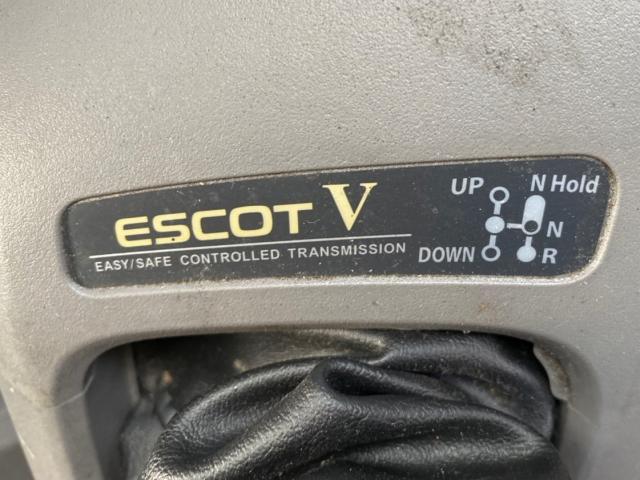 ESCOT V
EASY/SAFE CONTROLLED TRANSMISSION
UP N Hold
N
DOWN R